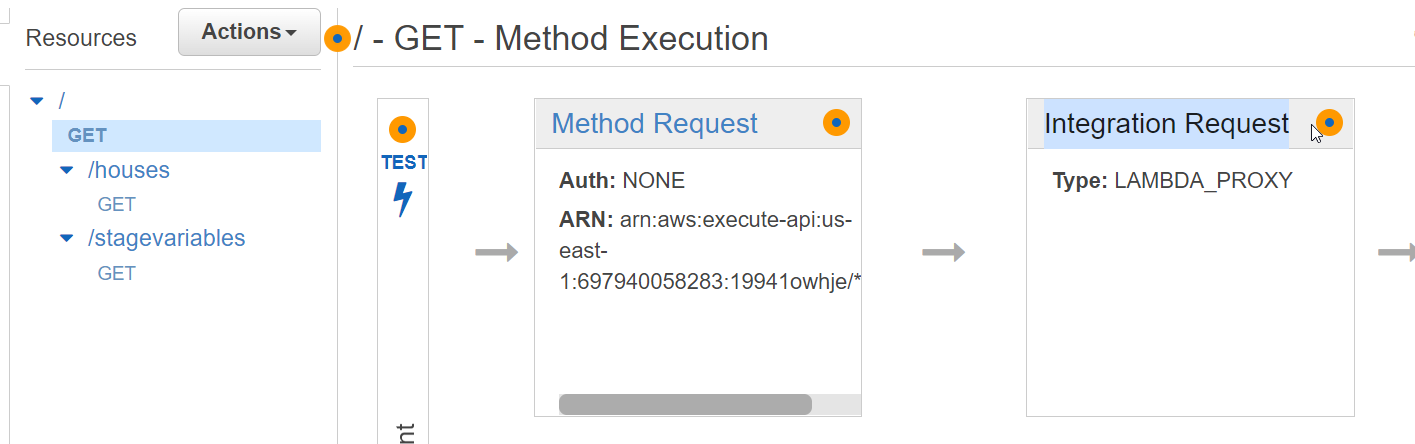 Resources
Actions
/ - GET - Method Execution
/
GET
/houses
GET
/stagevariables
GET
TEST
nt
Method Request
Auth: NONE
ARN: arn:aws:execute-api:us-
east-
1:697940058283:19941owhje/*
Integration Request
Type: LAMBDA_PROXY